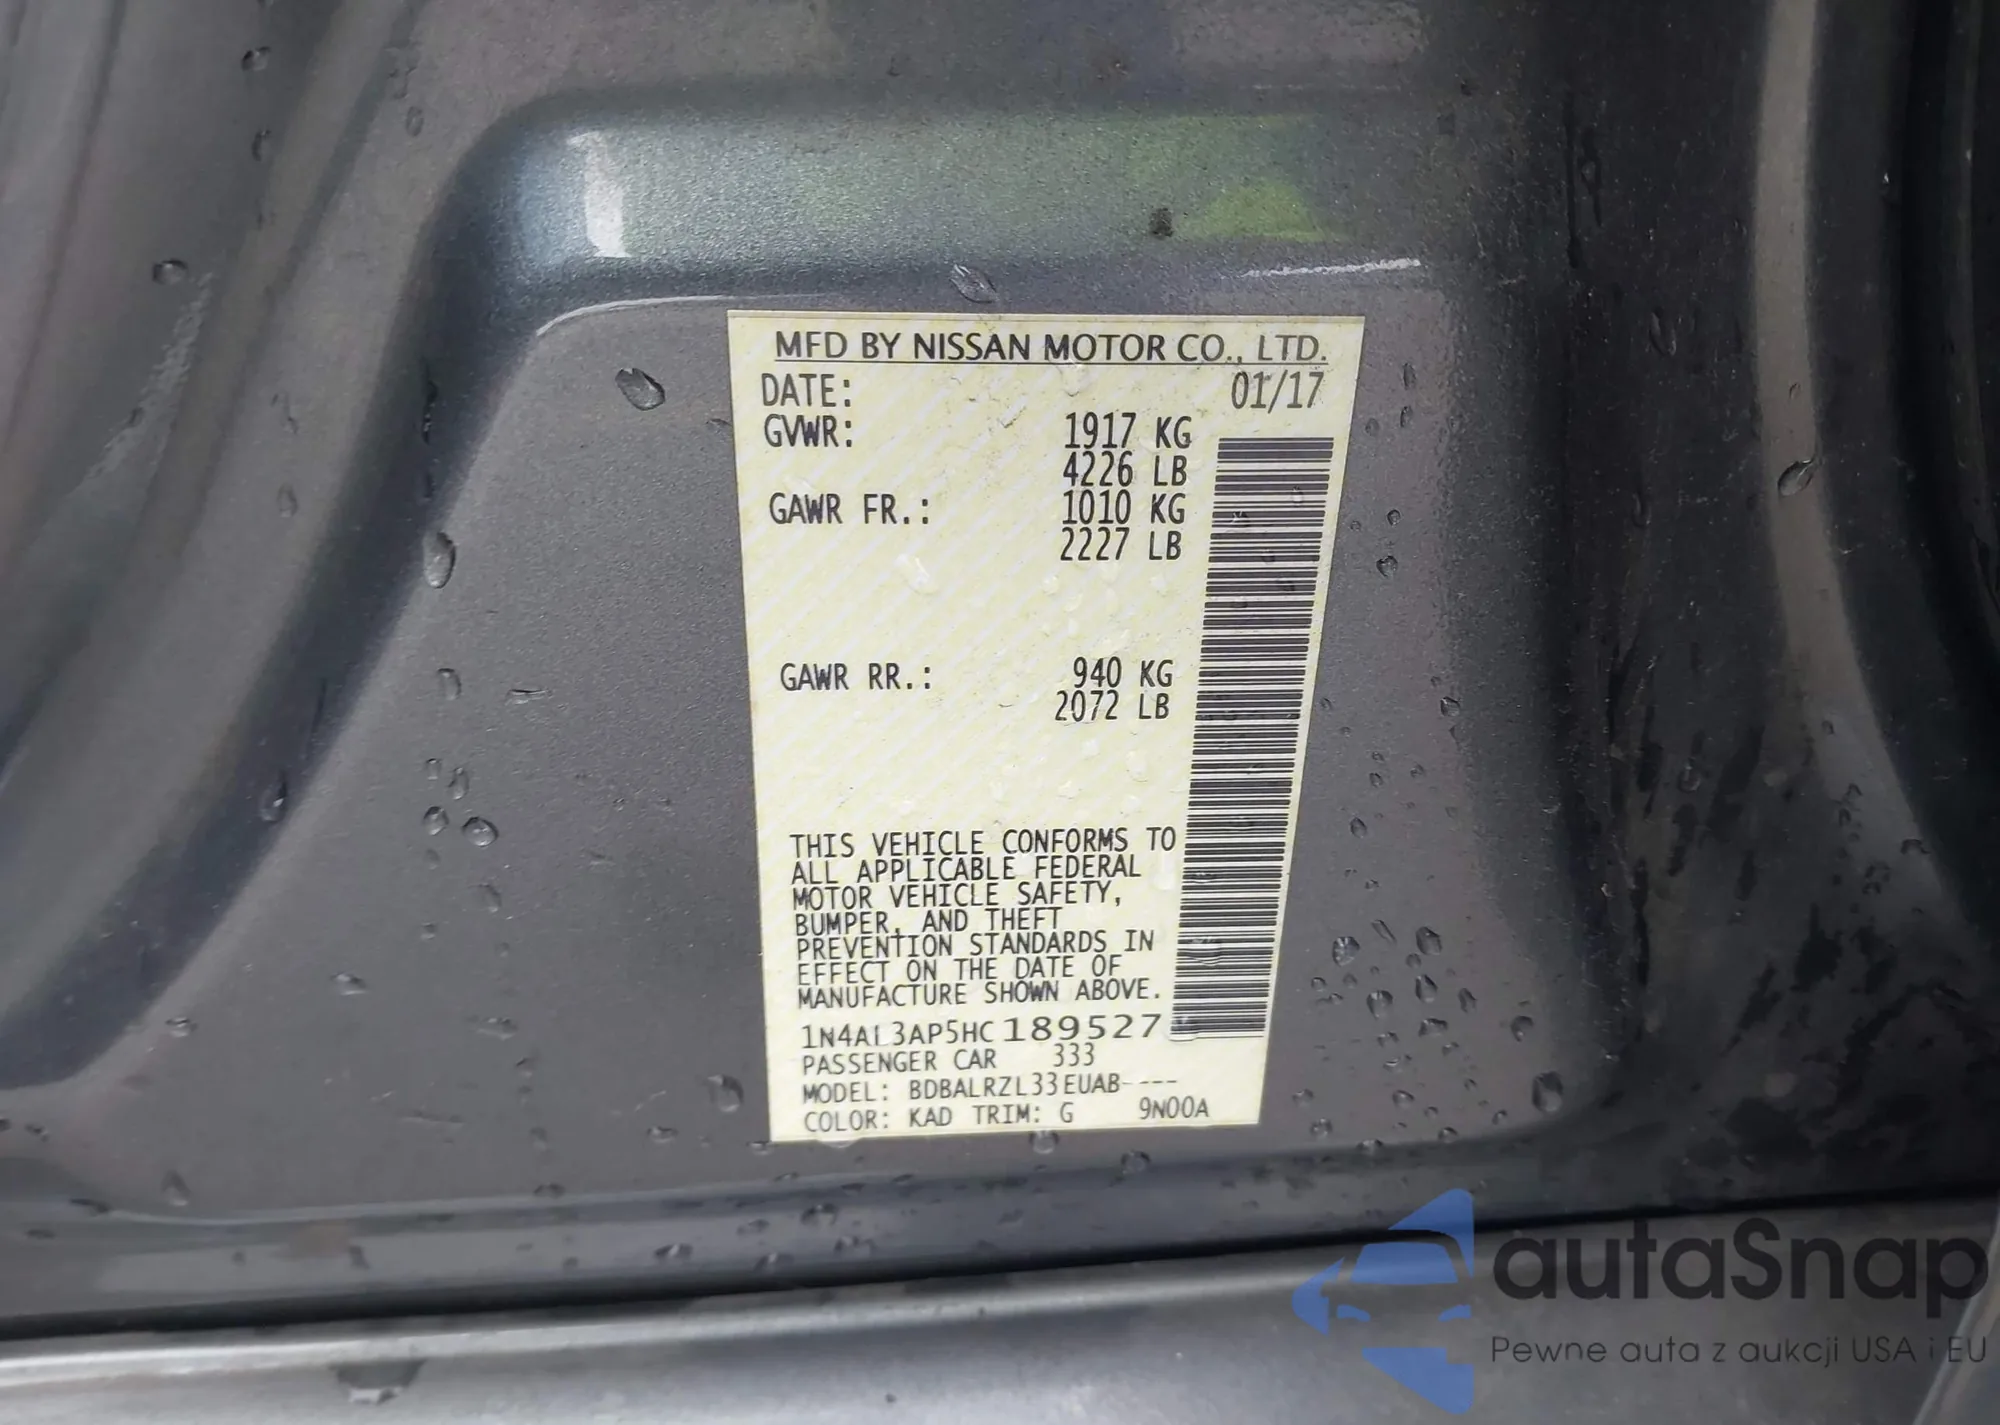 MFD BY NISSAN MOTOR CO., LTD.
DATE: 01/17
GVWR: 1917 KG
4226 LB
GAWR FR.: 1010 KG
2227 LB
GAWR RR.: 940 KG
2072 LB
THIS VEHICLE CONFORMS TO
ALL APPLICABLE FEDERAL
MOTOR VEHICLE SAFETY,
BUMPER, AND THEFT
PREVENTION STANDARDS IN
EFFECT ON THE DATE OF
MANUFACTURE SHOWN ABOVE.
1N4AL3AP5HC189527
PASSENGER CAR 333
MODEL: BDBALRZL33EUAB----
COLOR: KAD TRIM: G 9N00A
autaSnap
Pewne auta z aukcji USA i EU